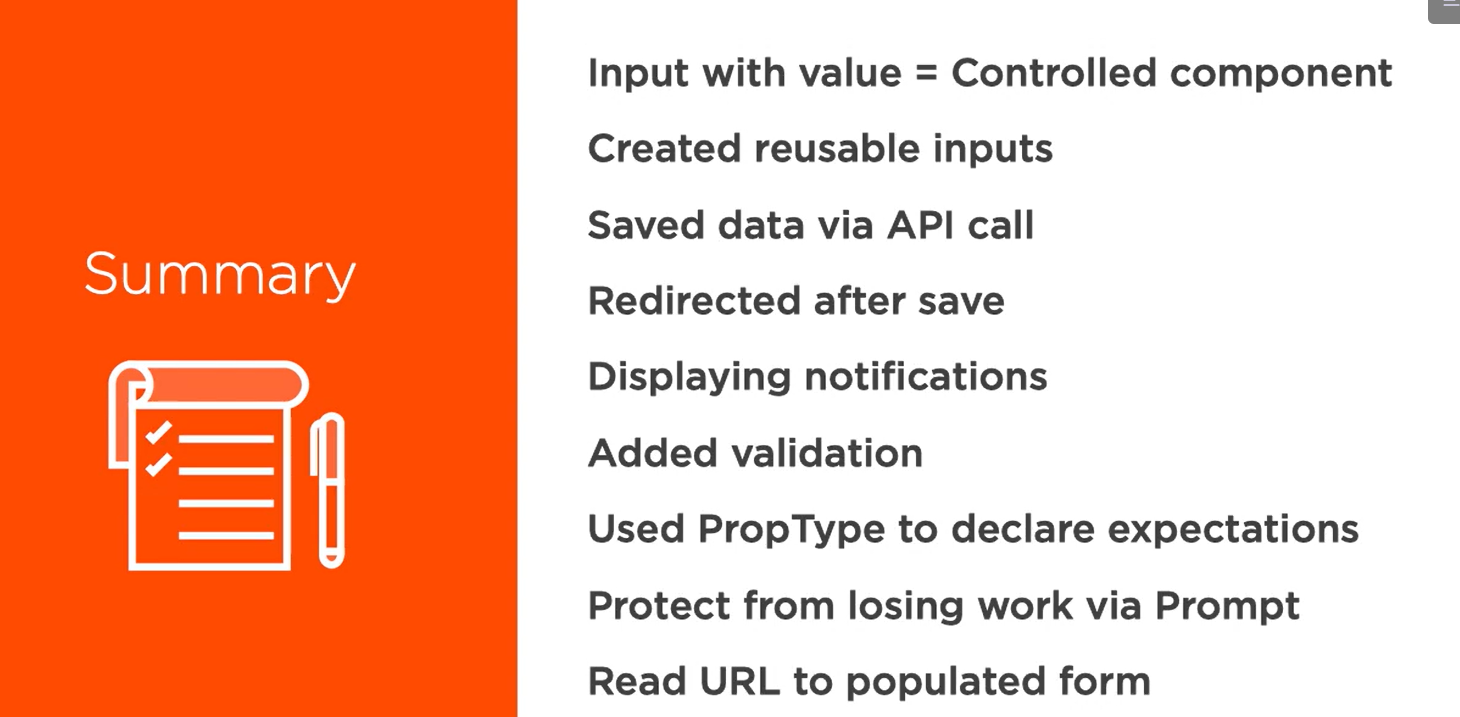 Summary
Input with value = Controlled component
Created reusable inputs
Saved data via API call
Redirected after save
Displaying notifications
Added validation
Used PropType to declare expectations
Protect from losing work via Prompt
Read URL to populated form